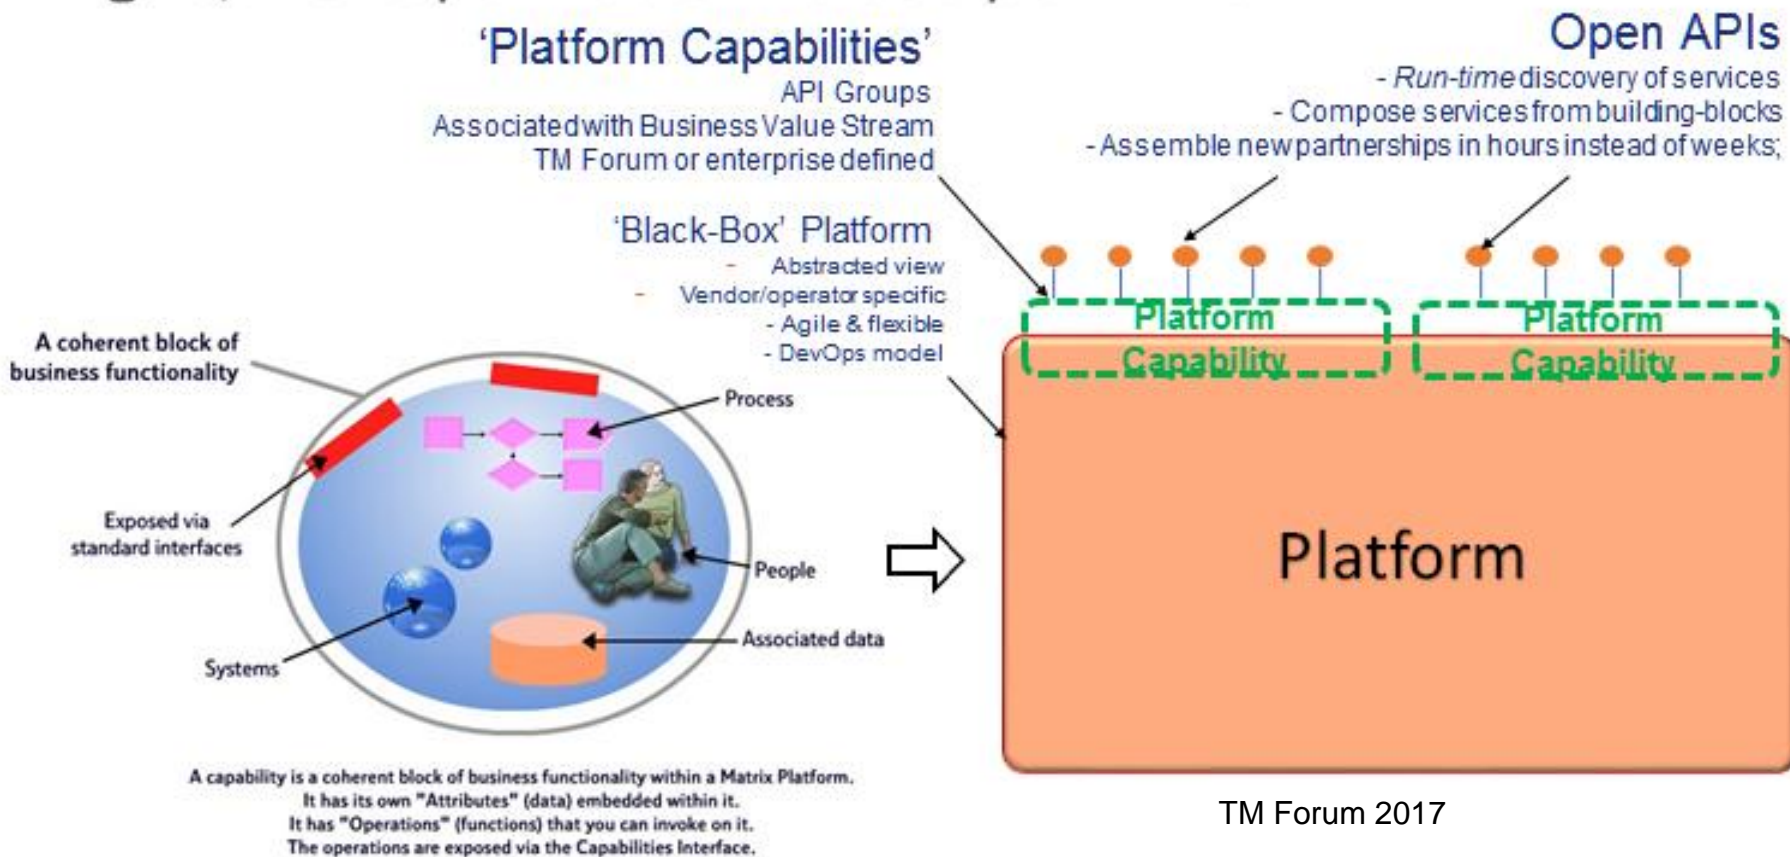 'Platform Capabilities'
API Groups
Associated with Business Value Stream
TM Forum or enterprise defined
Open APIs
- Run-time discovery of services
- Compose services from building-blocks
- Assemble new partnerships in hours instead of weeks;
'Black-Box' Platform
- Abstracted view
- Vendor/operator specific
- Agile & flexible
- DevOps model
Platform
Capability
Platform
Capability
Platform
A coherent block of
business functionality
Process
Exposed via
standard interfaces
People
Associated data
Systems
A capability is a coherent block of business functionality within a Matrix Platform.
It has its own "Attributes" (data) embedded within it.
It has "Operations" (functions) that you can invoke on it.
The operations are exposed via the Capabilities Interface.
TM Forum 2017